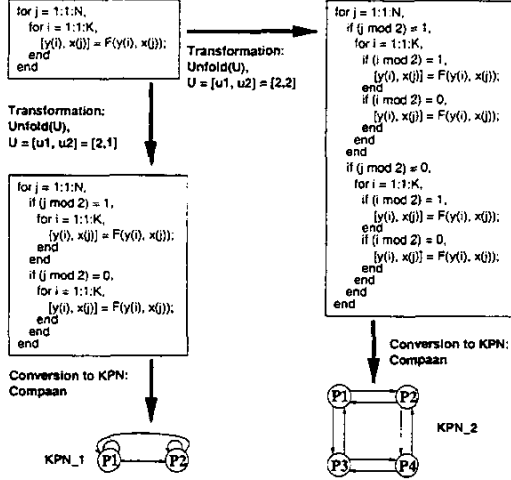 for j = 1:1:N,
for i = 1:1:K,
[y(i), x(j)] = F(y(i), x(j));
end
end
Transformation:
Unfold(U),
U = [u1, u2] = [2,2]
Transformation:
Unfold(U),
U = [u1, u2] = [2,1]
for j = 1:1:N,
if (j mod 2) = 1,
for i = 1:1:K,
[y(i), x(j)] = F(y(i), x(j));
end
end
if (j mod 2) = 0,
for i = 1:1:K,
[y(i), x(j)] = F(y(i), x(j));
end
end
end
Conversion to KPN:
Compaan
KPN_1
P1
P2
for j = 1:1:N,
if (j mod 2) = 1,
for i = 1:1:K,
if (i mod 2) = 1,
[y(i), x(j)] = F(y(i), x(j));
if (i mod 2) = 0,
[y(i), x(j)] = F(y(i), x(j));
end
end
end
if (j mod 2) = 0,
for i = 1:1:K,
if (i mod 2) = 1,
[y(i), x(j)] = F(y(i), x(j));
if (i mod 2) = 0,
[y(i), x(j)] = F(y(i), x(j));
end
end
end
end
Conversion to KPN:
Compaan
P1
P2
KPN_2
P3
P4